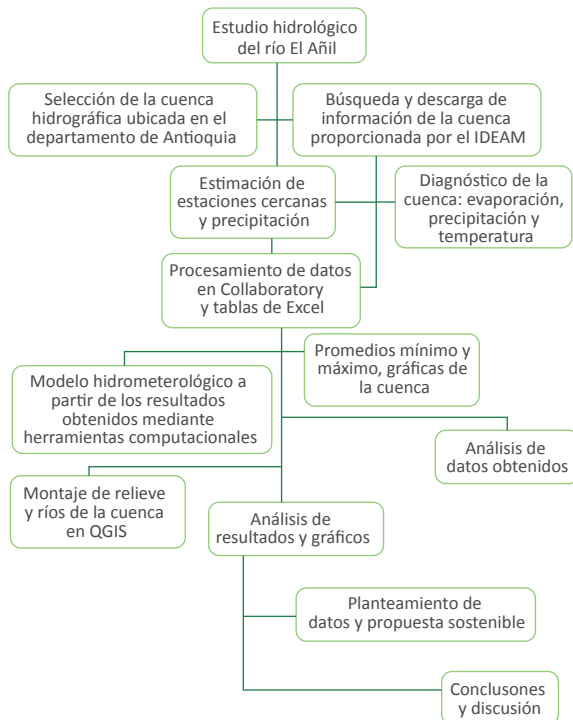 Estudio hidrológico
del río El Añil
Selección de la cuenca
hidrográfica ubicada en el
departamento de Antioquia
Búsqueda y descarga de
información de la cuenca
proporcionada por el IDEAM
Estimación de
estaciones cercanas
y precipitación
Diagnóstico de la
cuenca: evaporación,
precipitación y
temperatura
Procesamiento de datos
en Collaboratory
y tablas de Excel
Promedios mínimo y
máximo, gráficas de
la cuenca
Modelo hidrometerológico a
partir de los resultados
obtenidos mediante
herramientas computacionales
Análisis de
datos obtenidos
Montaje de relieve
y ríos de la cuenca
en QGIS
Análisis de
resultados y gráficos
Planteamiento de
datos y propuesta sostenible
Conclusones
y discusión